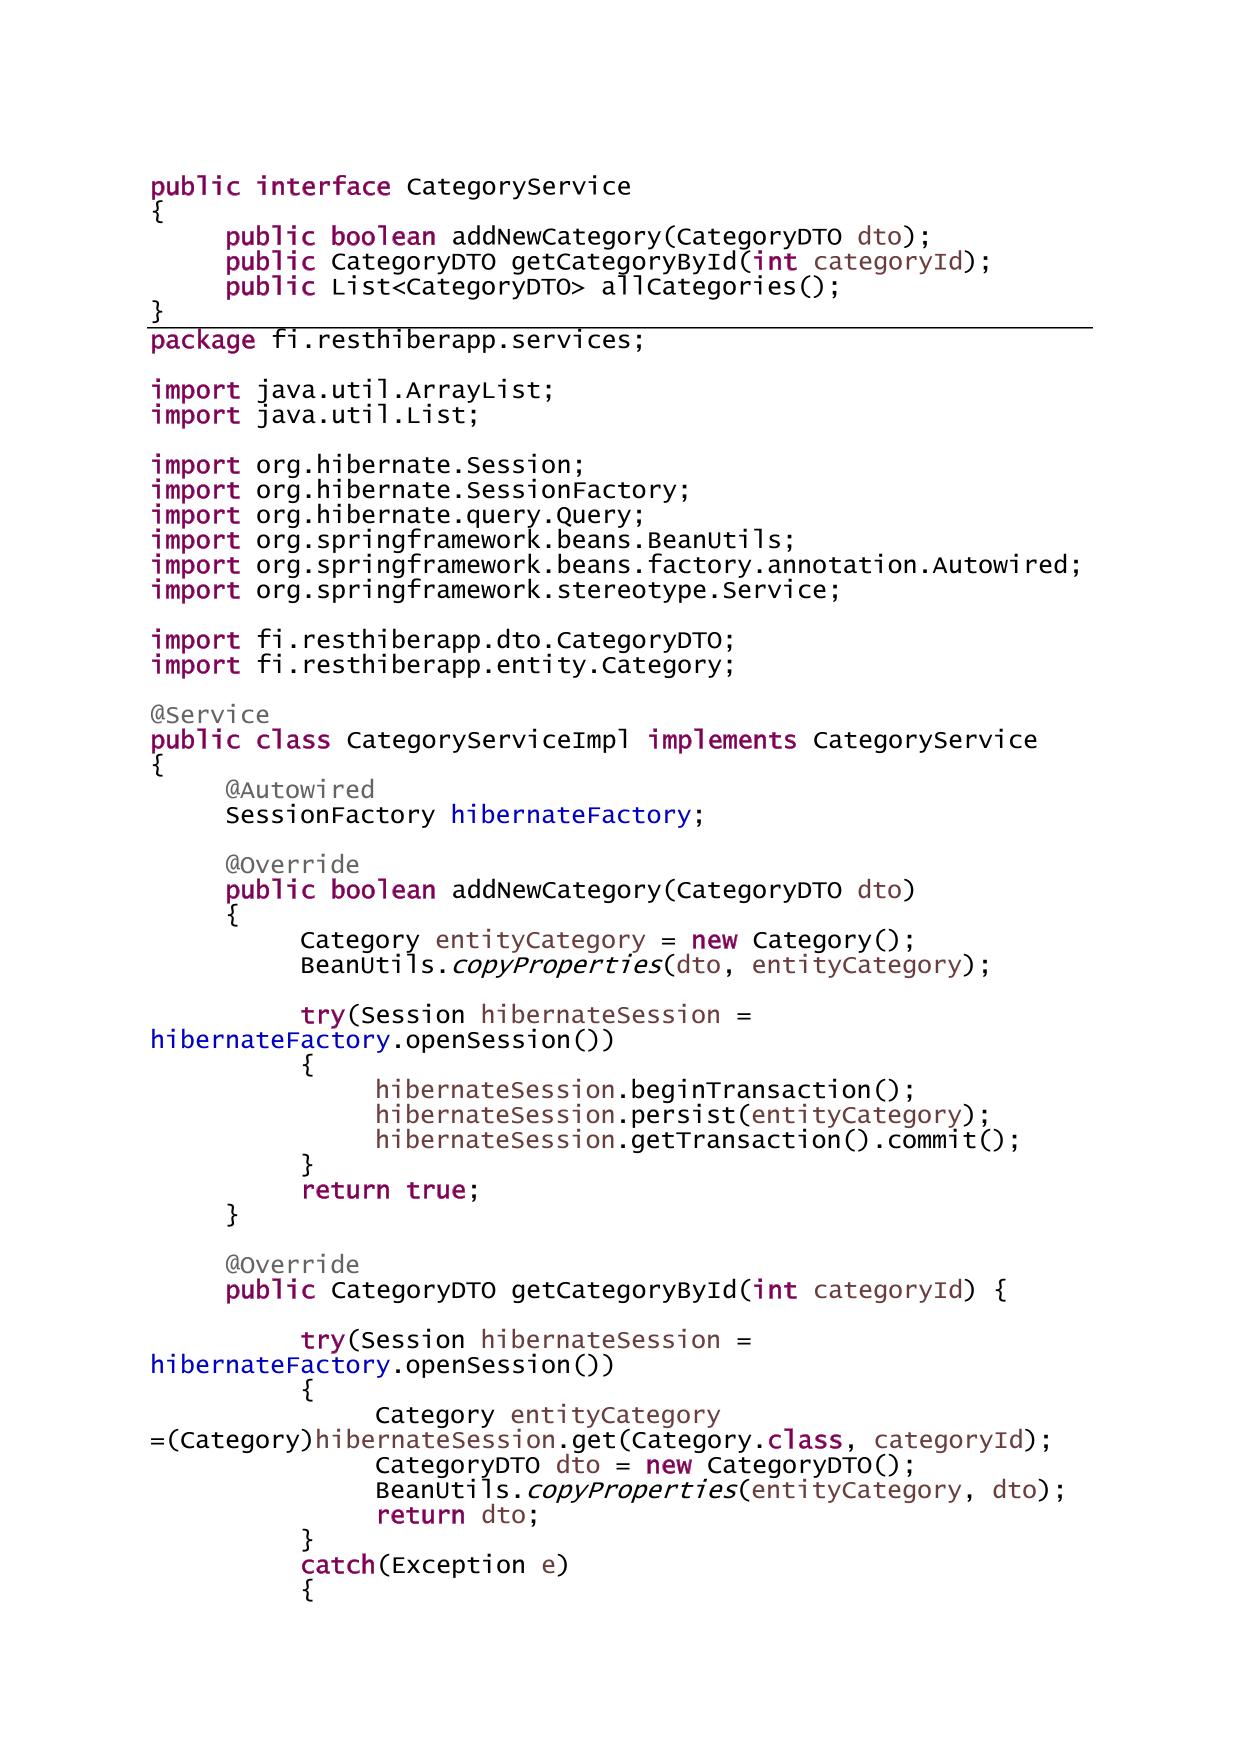 public interface CategoryService
{
public boolean addNewCategory(CategoryDTO dto);
public CategoryDTO getCategoryById(int categoryId);
public List<CategoryDTO> allCategories();
}
package fi.resthiberapp.services;
import java.util.ArrayList;
import java.util.List;
import org.hibernate.Session;
import org.hibernate.SessionFactory;
import org.hibernate.query.Query;
import org.springframework.beans.BeanUtils;
import org.springframework.beans.factory.annotation.Autowired;
import org.springframework.stereotype.Service;
import fi.resthiberapp.dto.CategoryDTO;
import fi.resthiberapp.entity.Category;
@Service
public class CategoryServiceImpl implements CategoryService
{
@Autowired
SessionFactory hibernateFactory;
@Override
public boolean addNewCategory(CategoryDTO dto)
{
Category entityCategory = new Category();
BeanUtils.copyProperties(dto, entityCategory);
try(Session hibernateSession =
hibernateFactory.openSession())
{
hibernateSession.beginTransaction();
hibernateSession.persist(entityCategory);
hibernateSession.getTransaction().commit();
}
return true;
}
@Override
public CategoryDTO getCategoryById(int categoryId) {
try(Session hibernateSession =
hibernateFactory.openSession())
{
Category entityCategory
=(Category)hibernateSession.get(Category.class, categoryId);
CategoryDTO dto = new CategoryDTO();
BeanUtils.copyProperties(entityCategory, dto);
return dto;
}
catch(Exception e)
{